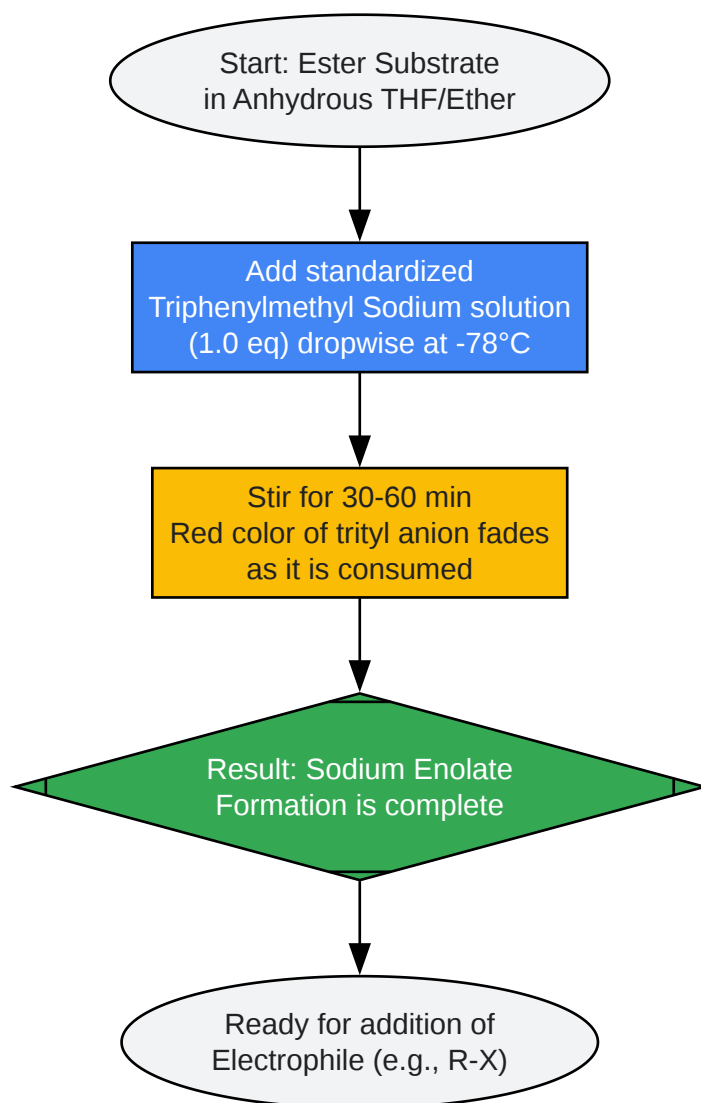 Start: Ester Substrate
in Anhydrous THF/Ether
Add standardized
Triphenylmethyl Sodium solution
(1.0 eq) dropwise at -78°C
Stir for 30-60 min
Red color of trityl anion fades
as it is consumed
Result: Sodium Enolate
Formation is complete
Ready for addition of
Electrophile (e.g., R-X)